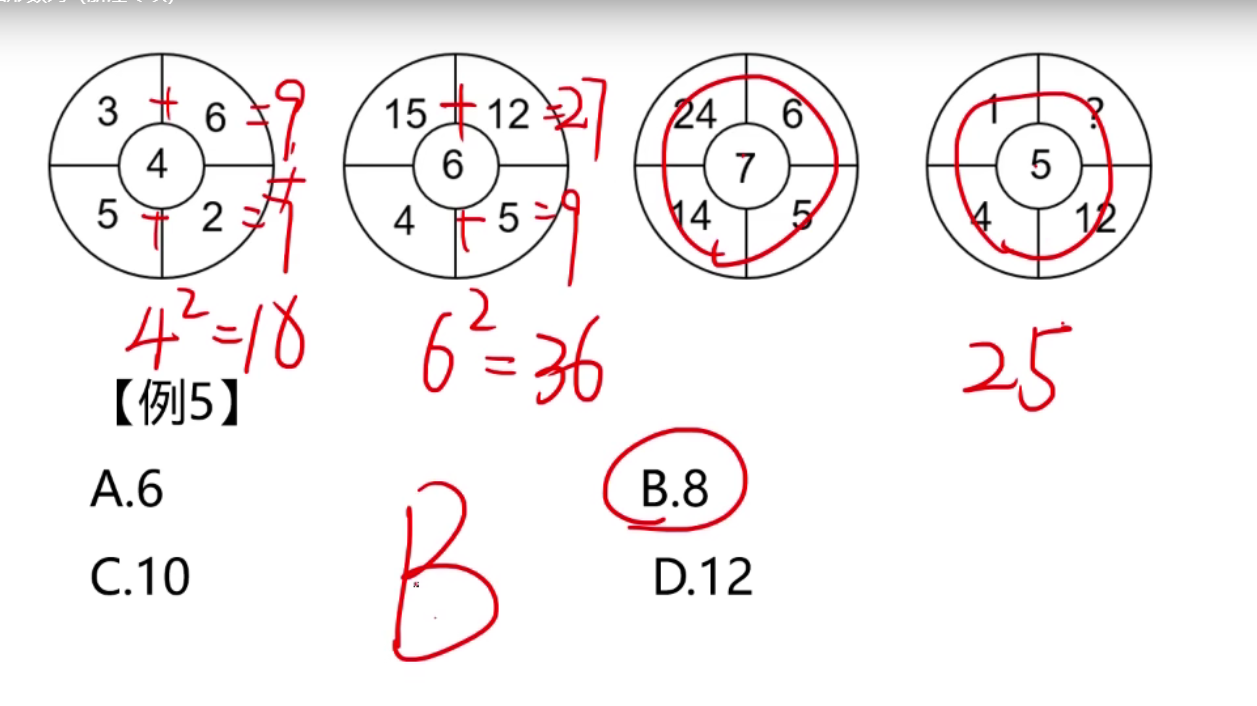 3 + 6 = 9 15 + 12 = 27 24 6 1 ?
4 6 7 5
+
5 + 2 = 7 4 + 5 = 9 14 5 4 12
4² = 16 6² = 36 25
【例5】
A.6 B.8
C.10 D.12
B